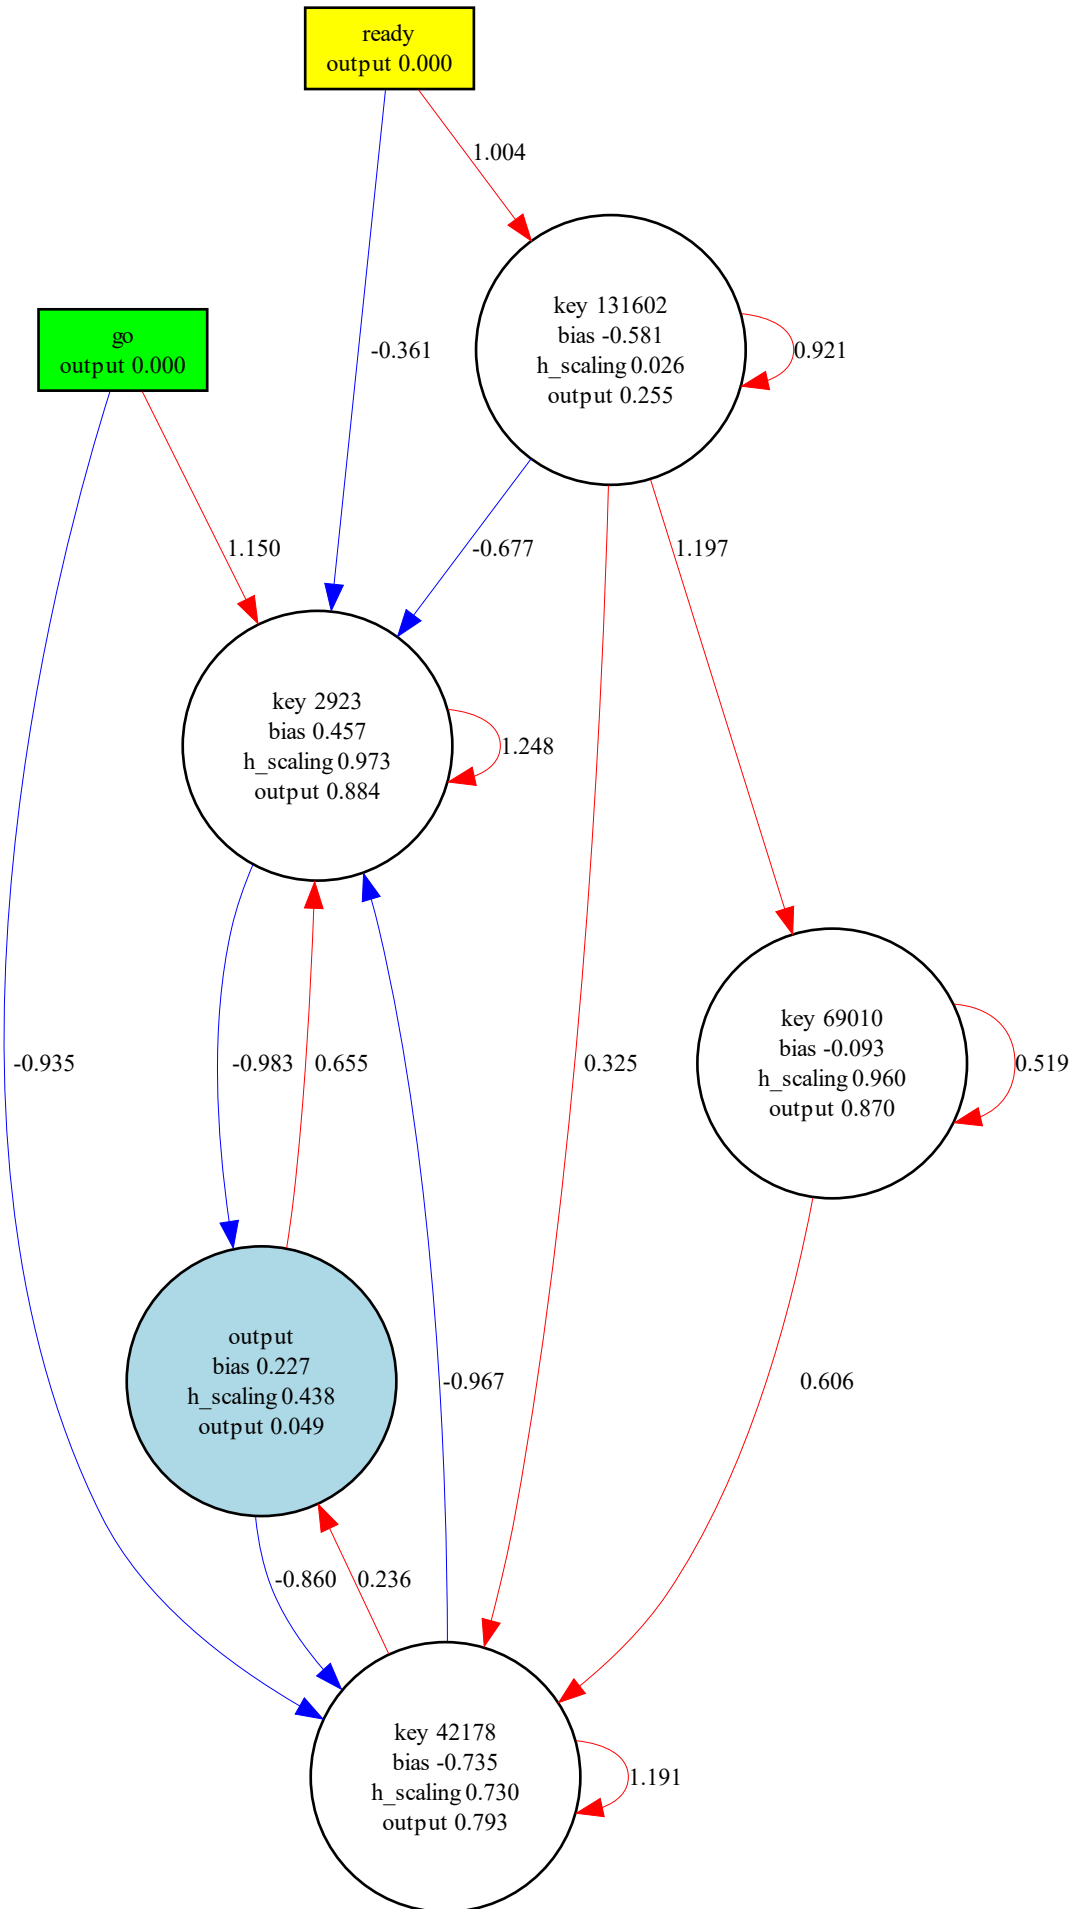 ready
output 0.000
1.004
key 131602
bias -0.581
h_scaling 0.026
output 0.255
0.921
go
output 0.000
-0.361
1.150
-0.677
1.197
key 2923
bias 0.457
h_scaling 0.973
output 0.884
1.248
key 69010
bias -0.093
h_scaling 0.960
output 0.870
0.519
-0.935
-0.983
0.655
0.325
output
bias 0.227
h_scaling 0.438
output 0.049
-0.967
0.606
-0.860
0.236
key 42178
bias -0.735
h_scaling 0.730
output 0.793
1.191